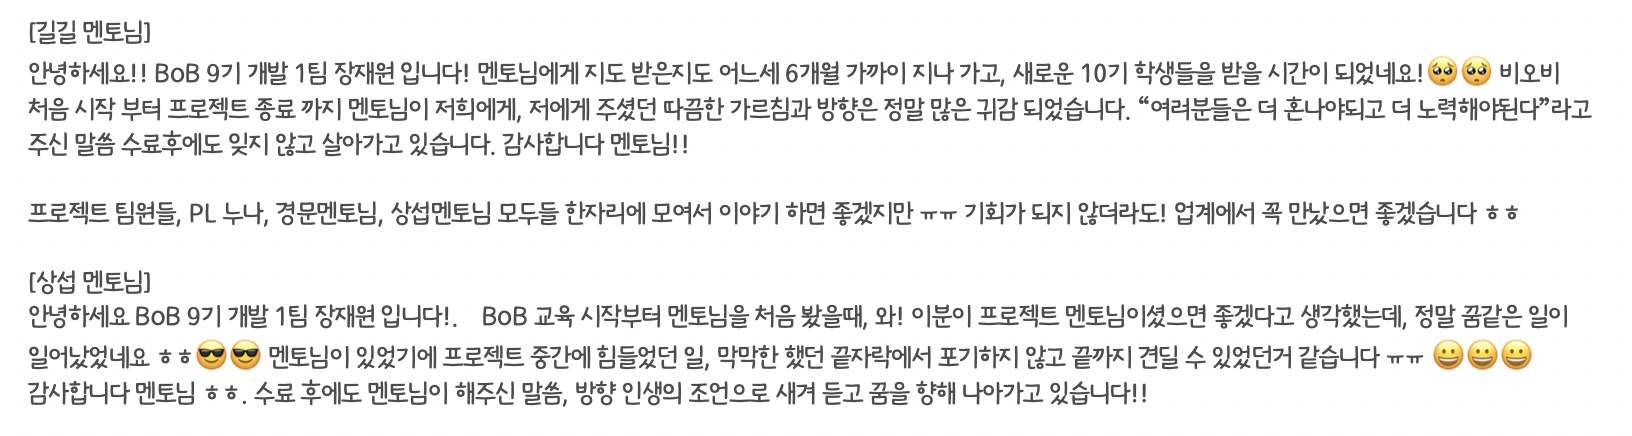 [길길 멘토님]
안녕하세요!! BoB 9기 개발 1팀 장재원 입니다! 멘토님에게 지도 받은지도 어느세 6개월 가까이 지나 가고, 새로운 10기 학생들을 받을 시간이 되었네요!🥺🥺 비오비
처음 시작 부터 프로젝트 종료 까지 멘토님이 저희에게, 저에게 주셨던 따끔한 가르침과 방향은 정말 많은 귀감 되었습니다. “여러분들은 더 혼나야되고 더 노력해야된다”라고
주신 말씀 수료후에도 잊지 않고 살아가고 있습니다. 감사합니다 멘토님!!
프로젝트 팀원들, PL 누나, 경문멘토님, 상섭멘토님 모두들 한자리에 모여서 이야기 하면 좋겠지만 ㅠㅠ 기회가 되지 않더라도! 업계에서 꼭 만났으면 좋겠습니다 ㅎㅎ
[상섭 멘토님]
안녕하세요 BoB 9기 개발 1팀 장재원 입니다!. BoB 교육 시작부터 멘토님을 처음 봤을때, 와! 이분이 프로젝트 멘토님이셨으면 좋겠다고 생각했는데, 정말 꿈같은 일이
일어났었네요 ㅎㅎ😎😎 멘토님이 있었기에 프로젝트 중간에 힘들었던 일, 막막한 했던 끝자락에서 포기하지 않고 끝까지 견딜 수 있었던거 같습니다 ㅠㅠ 😀😀😀
감사합니다 멘토님 ㅎㅎ. 수료 후에도 멘토님이 해주신 말씀, 방향 인생의 조언으로 새겨 듣고 꿈을 향해 나아가고 있습니다!!